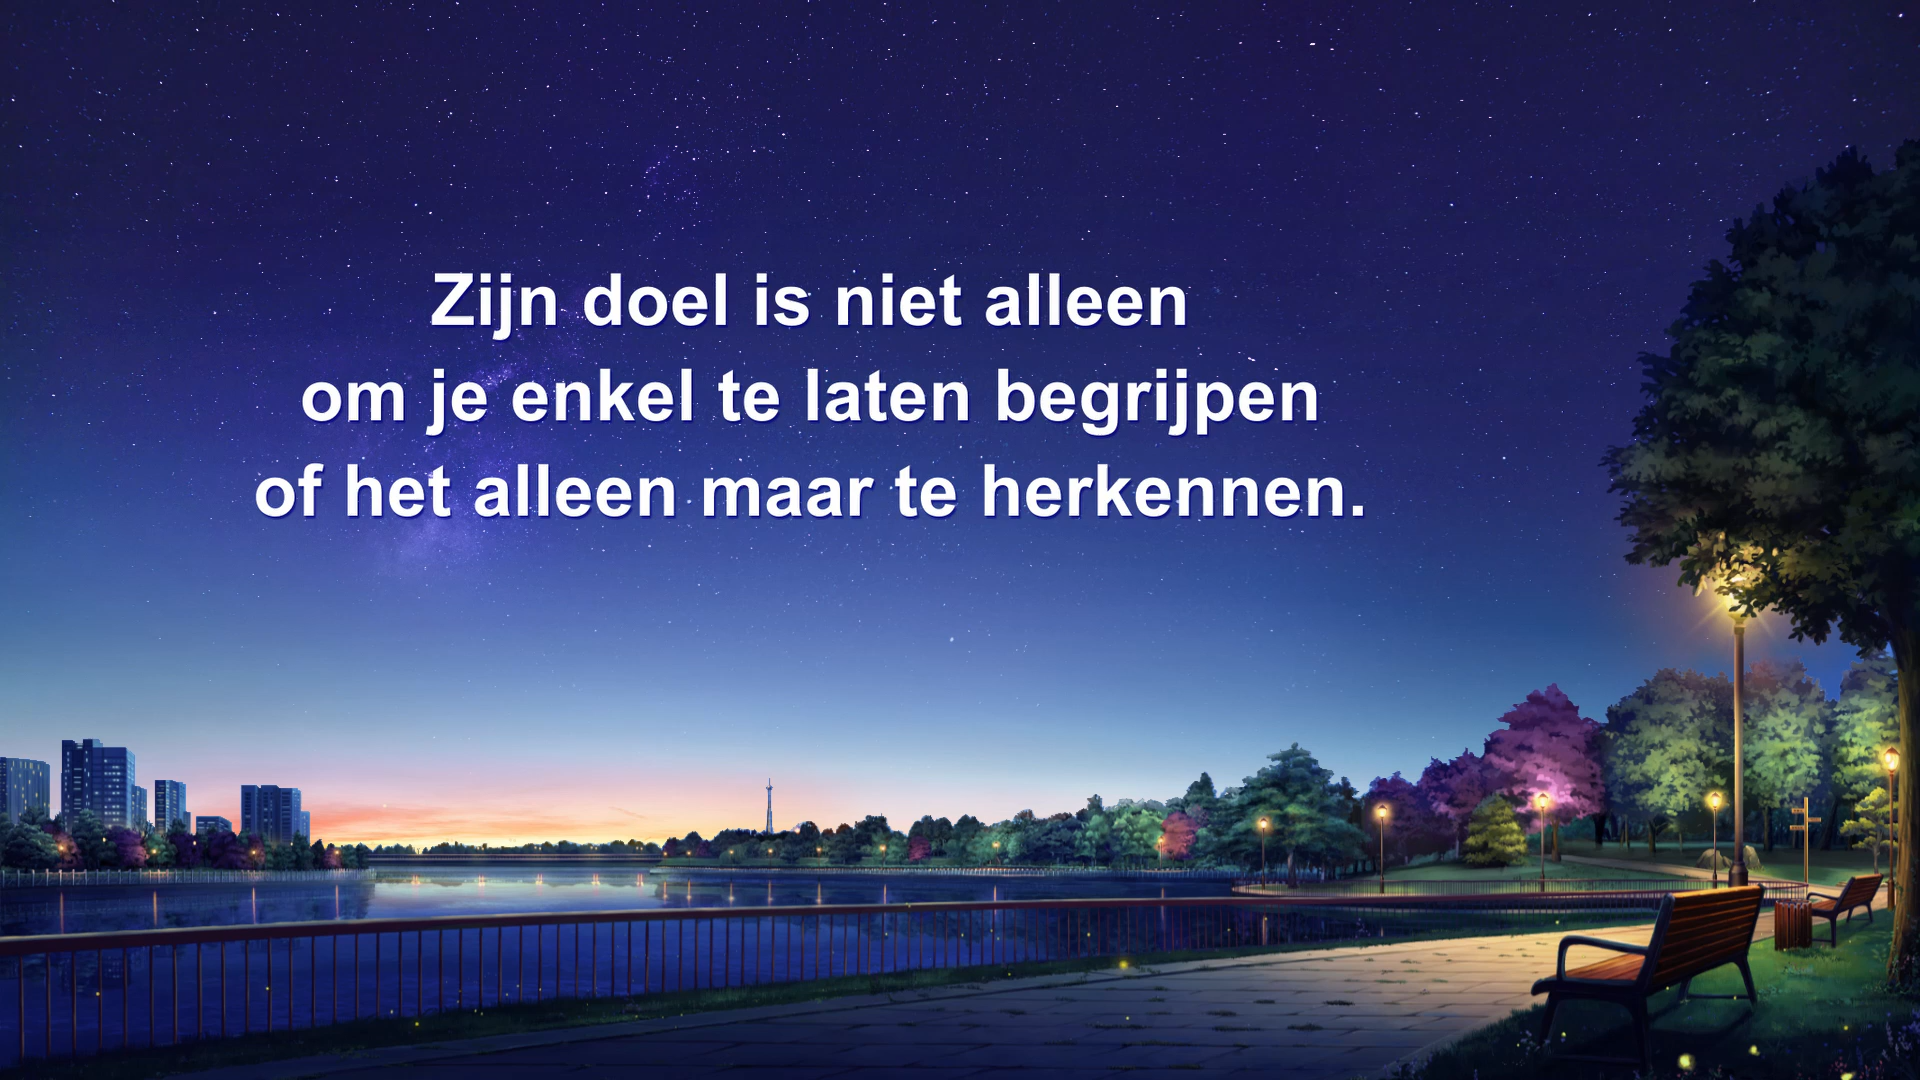 Zijn doel is niet alleen
om je enkel te laten begrijpen
of het alleen maar te herkennen.